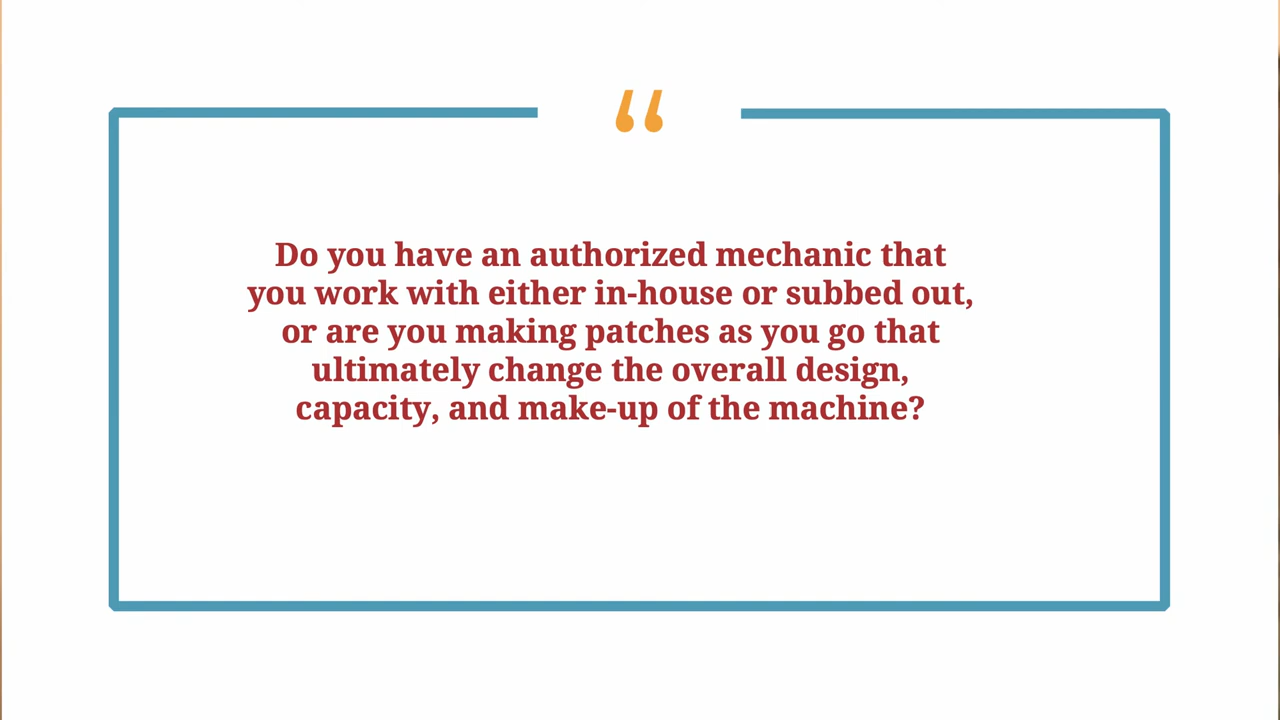 “
Do you have an authorized mechanic that
you work with either in-house or subbed out,
or are you making patches as you go that
ultimately change the overall design,
capacity, and make-up of the machine?